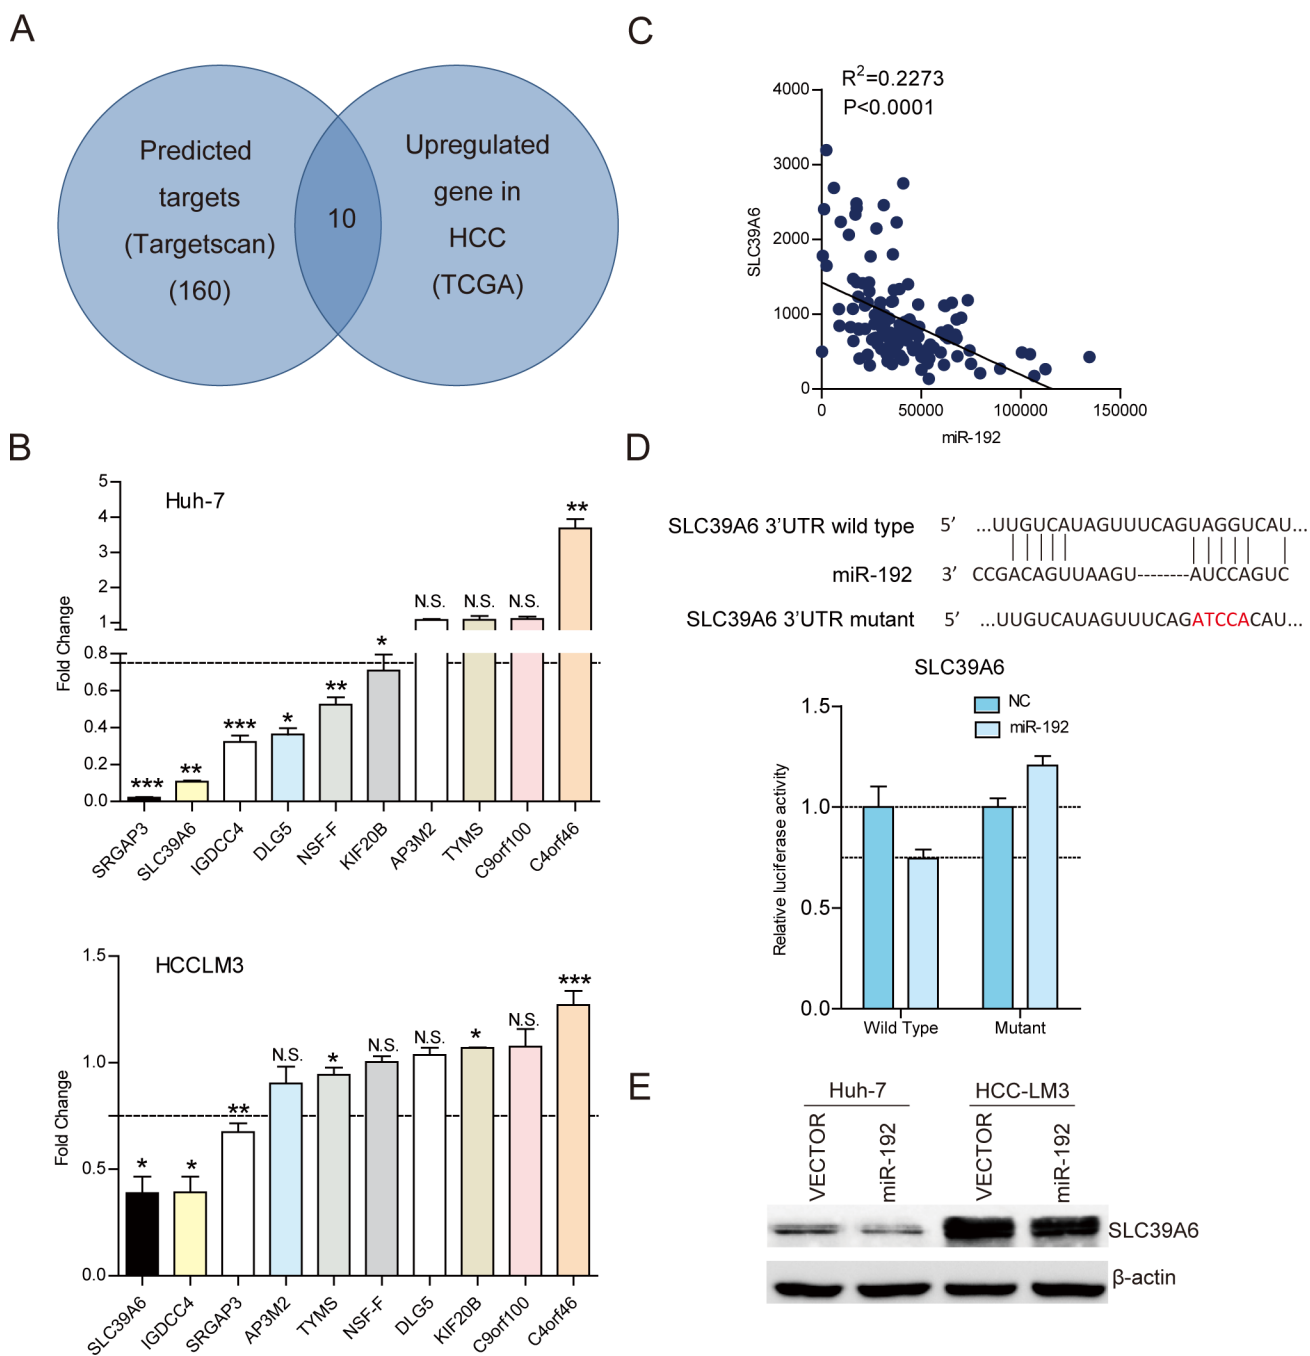 A
Predicted
targets
(Targetscan)
(160)
10
Upregulated
gene in
HCC
(TCGA)
B
Huh-7
Fold Change
5
4
3
2
1
0.8
0.6
0.4
0.2
0.0
***
**
***
*
**
*
N.S.
N.S.
N.S.
**
SRGAP3
SLC39A6
IGDCC4
DLG5
NSF-F
KIF20B
AP3M2
TYMS
C9orf100
C4orf46
HCCLM3
Fold Change
1.5
1.0
0.5
0.0
*
*
**
N.S.
*
N.S.
N.S.
*
N.S.
***
SLC39A6
IGDCC4
SRGAP3
AP3M2
TYMS
NSF-F
DLG5
KIF20B
C9orf100
C4orf46
C
R²=0.2273
P<0.0001
SLC39A6
4000
3000
2000
1000
0
0 50000 100000 150000
miR-192
D
SLC39A6 3'UTR wild type 5' ...UUGUCAUAGUUUCAGUAGGUCAU...
miR-192 3' CCGACAGUUAAGU--------AUCCAGUC
SLC39A6 3'UTR mutant 5' ...UUGUCAUAGUUUCAGATCCACAU...
SLC39A6
NC
miR-192
Relative luciferase activity
1.5
1.0
0.5
0.0
Wild Type Mutant
E
Huh-7 HCC-LM3
VECTOR
miR-192
VECTOR
miR-192
SLC39A6
β-actin